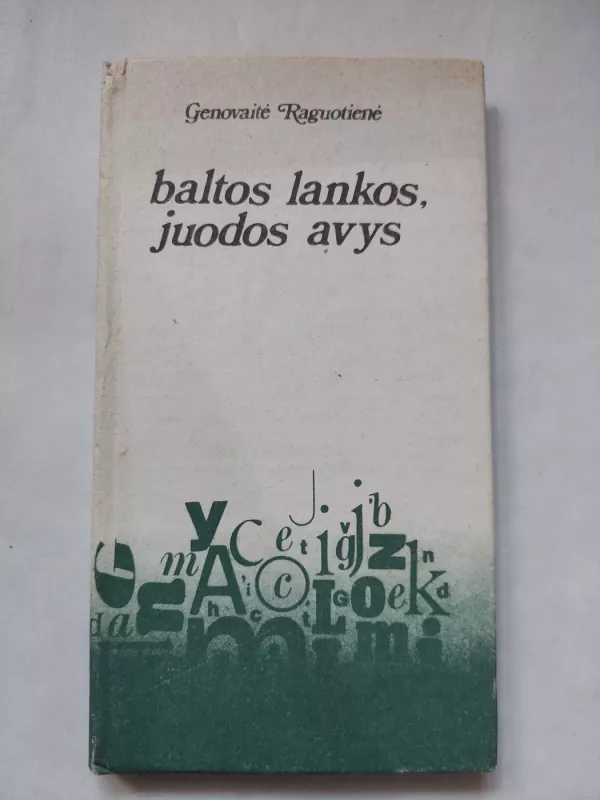 Genovaitė Raguotienė
baltos lankos,
juodos avys